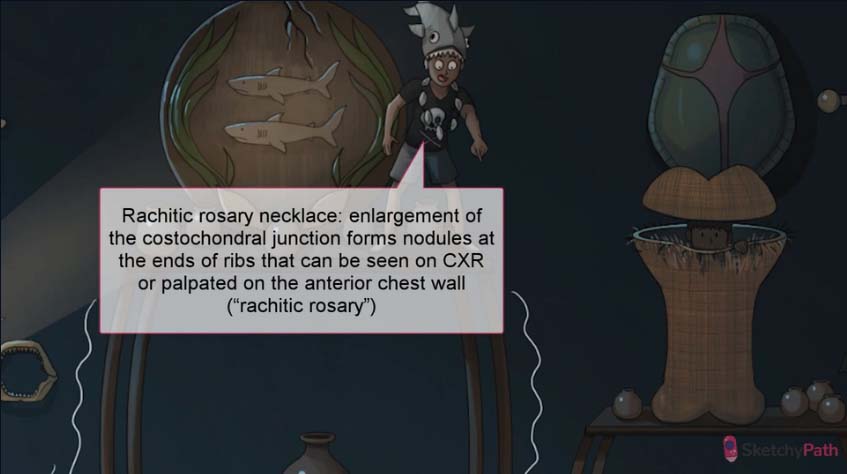 Rachitic rosary necklace: enlargement of
the costochondral junction forms nodules at
the ends of ribs that can be seen on CXR
or palpated on the anterior chest wall
(“rachitic rosary”)
SketchyPath